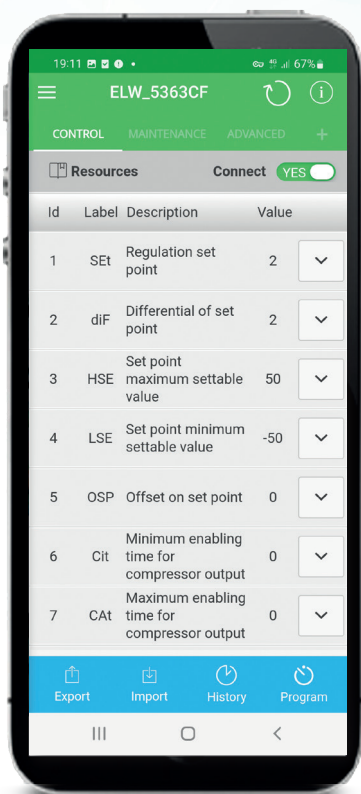 19:11 67%
ELW_5363CF
CONTROL MAINTENANCE ADVANCED +
Resources Connect YES
Id Label Description Value
1 SEt Regulation set point 2
2 diF Differential of set point 2
3 HSE Set point maximum settable value 50
4 LSE Set point minimum settable value -50
5 OSP Offset on set point 0
6 Cit Minimum enabling time for compressor output 0
7 CAt Maximum enabling time for compressor output 0
Export Import History Program